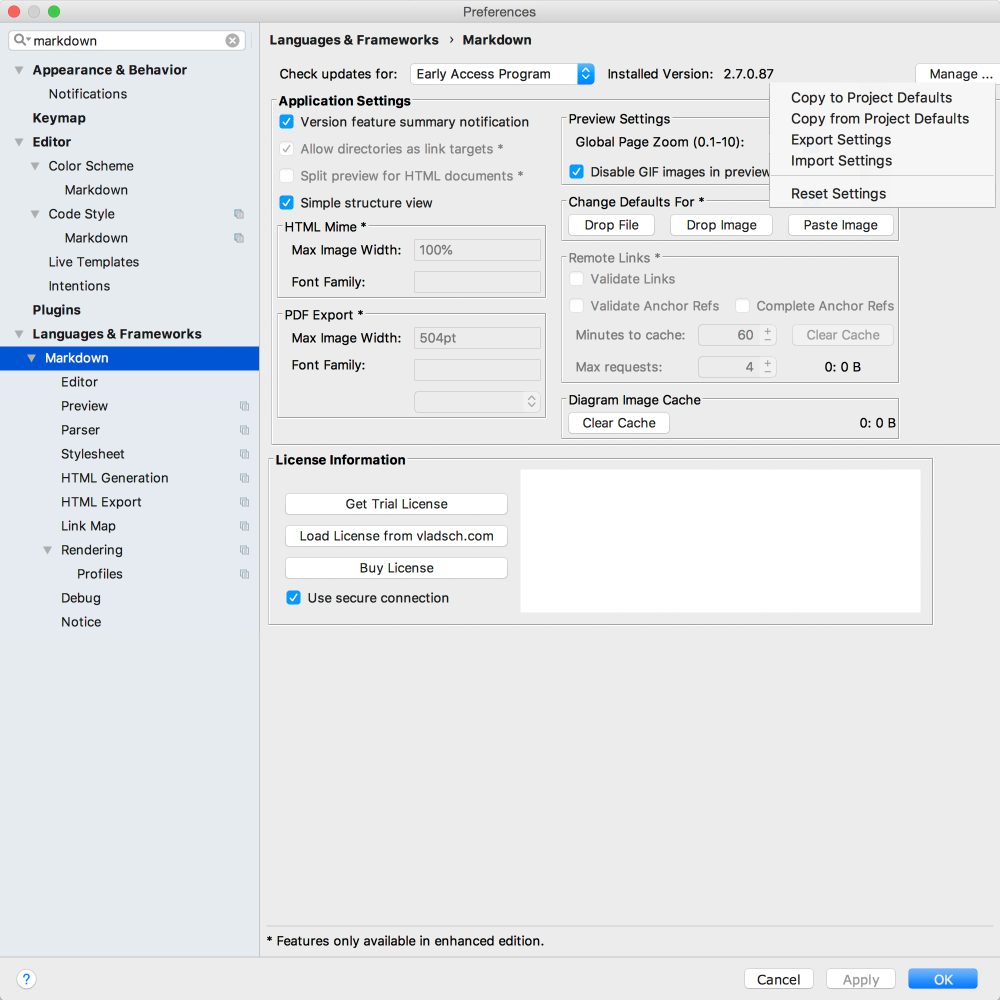 Preferences
markdown
Appearance & Behavior
Notifications
Keymap
Editor
Color Scheme
Markdown
Code Style
Markdown
Live Templates
Intentions
Plugins
Languages & Frameworks
Markdown
Editor
Preview
Parser
Stylesheet
HTML Generation
HTML Export
Link Map
Rendering
Profiles
Debug
Notice
Languages & Frameworks › Markdown
Check updates for: Early Access Program Installed Version: 2.7.0.87 Manage ...
Copy to Project Defaults
Copy from Project Defaults
Export Settings
Import Settings
Reset Settings
Application Settings
Version feature summary notification
Allow directories as link targets *
Split preview for HTML documents *
Simple structure view
HTML Mime *
Max Image Width: 100%
Font Family:
PDF Export *
Max Image Width: 504pt
Font Family:
Preview Settings
Global Page Zoom (0.1-10):
Disable GIF images in preview
Change Defaults For *
Drop File Drop Image Paste Image
Remote Links *
Validate Links
Validate Anchor Refs Complete Anchor Refs
Minutes to cache: 60 Clear Cache
Max requests: 4 0: 0 B
Diagram Image Cache
Clear Cache 0: 0 B
License Information
Get Trial License
Load License from vladsch.com
Buy License
Use secure connection
* Features only available in enhanced edition.
? Cancel Apply OK